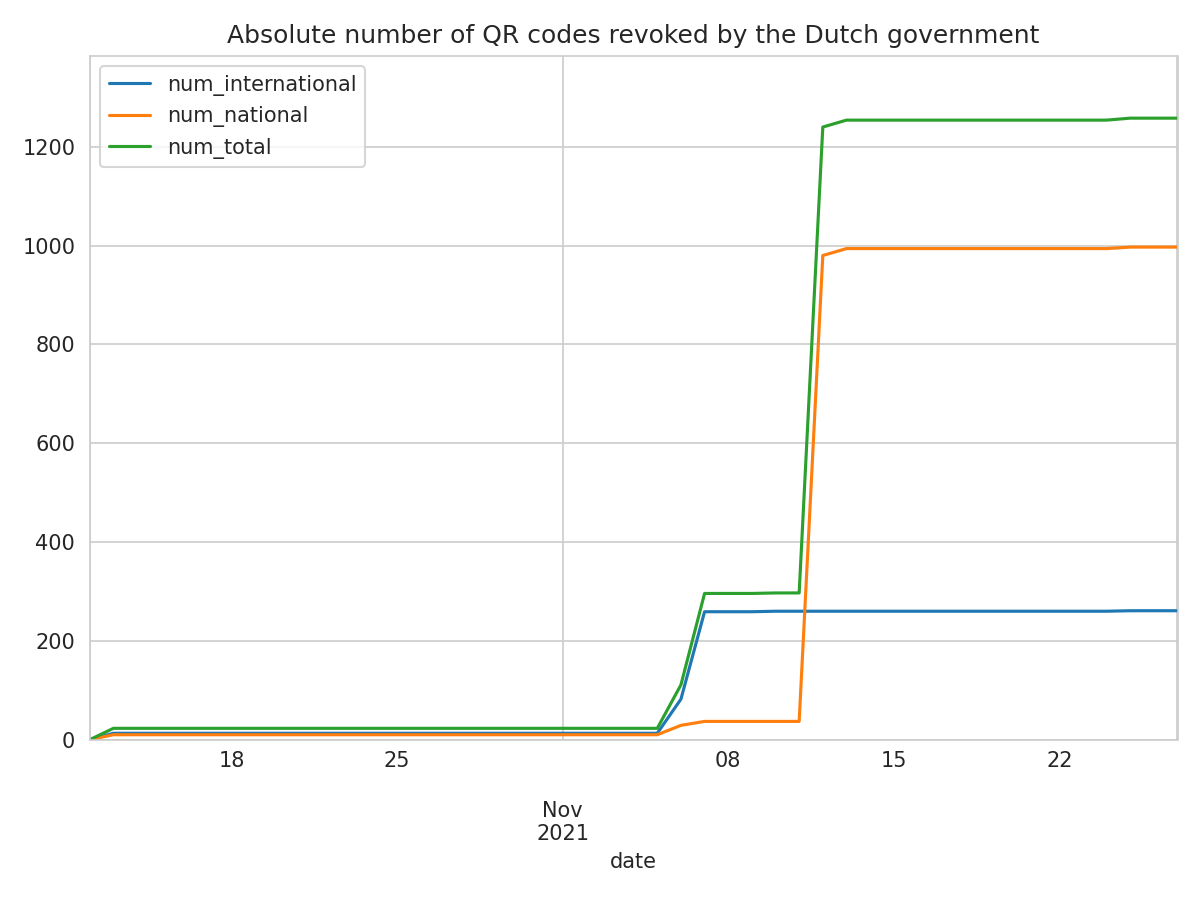 Absolute number of QR codes revoked by the Dutch government
num_international
num_national
num_total
1200
1000
800
600
400
200
0
18 25 08 15 22
Nov
2021
date